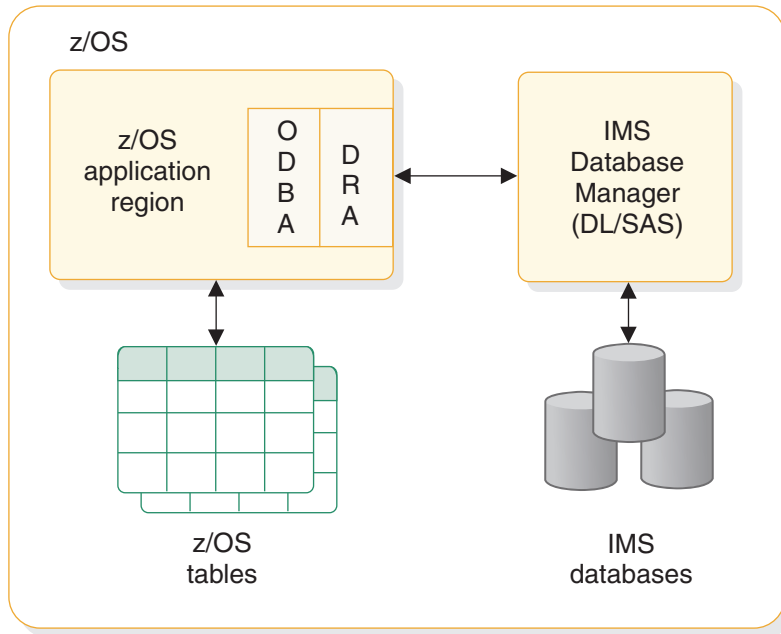 z/OS
z/OS
application
region
O
D
B
A
D
R
A
IMS
Database
Manager
(DL/SAS)
z/OS
tables
IMS
databases